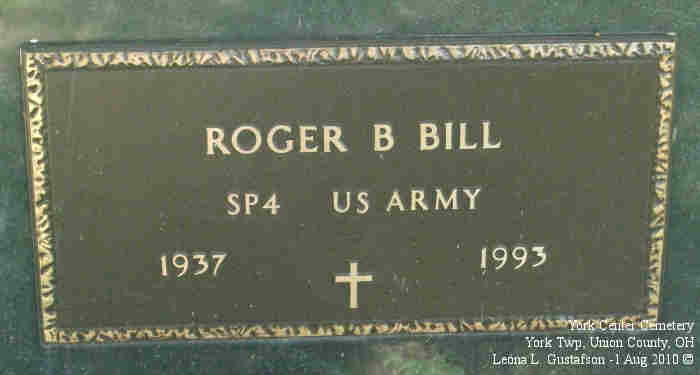 ROGER B BILL
SP4 US ARMY
1937 1993
York Center Cemetery
York Twp, Union County, OH
Leona L. Gustafson -1 Aug 2010 ©